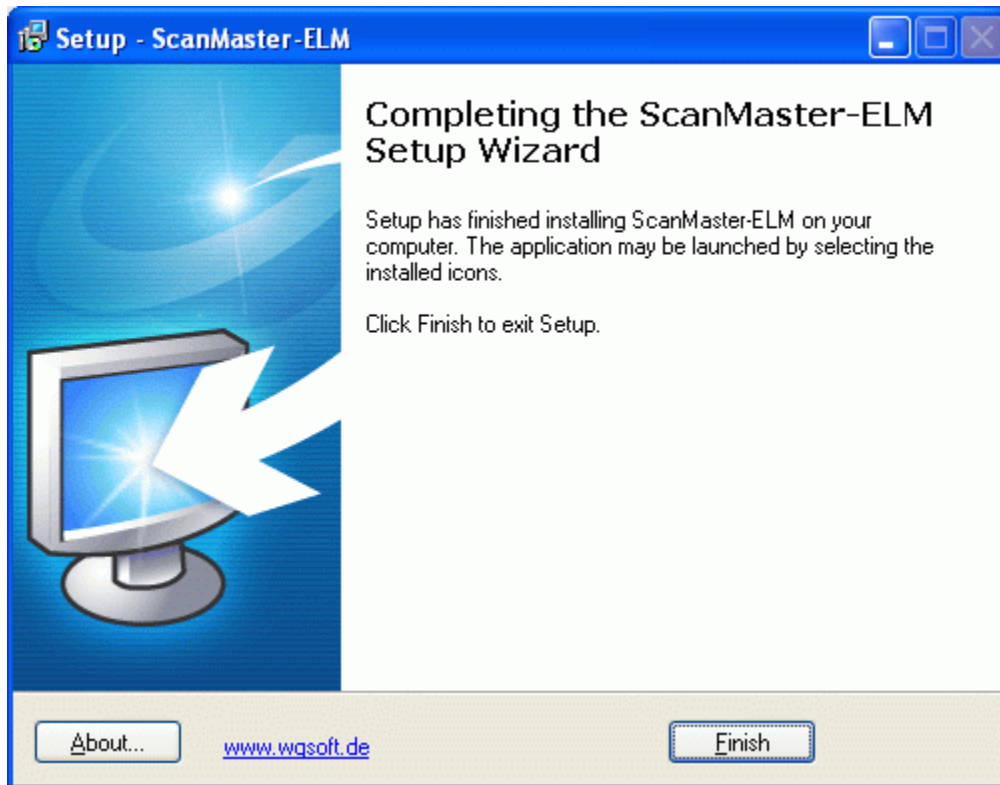 Setup - ScanMaster-ELM
Completing the ScanMaster-ELM
Setup Wizard
Setup has finished installing ScanMaster-ELM on your
computer. The application may be launched by selecting the
installed icons.
Click Finish to exit Setup.
About...
www.wgsoft.de
Finish